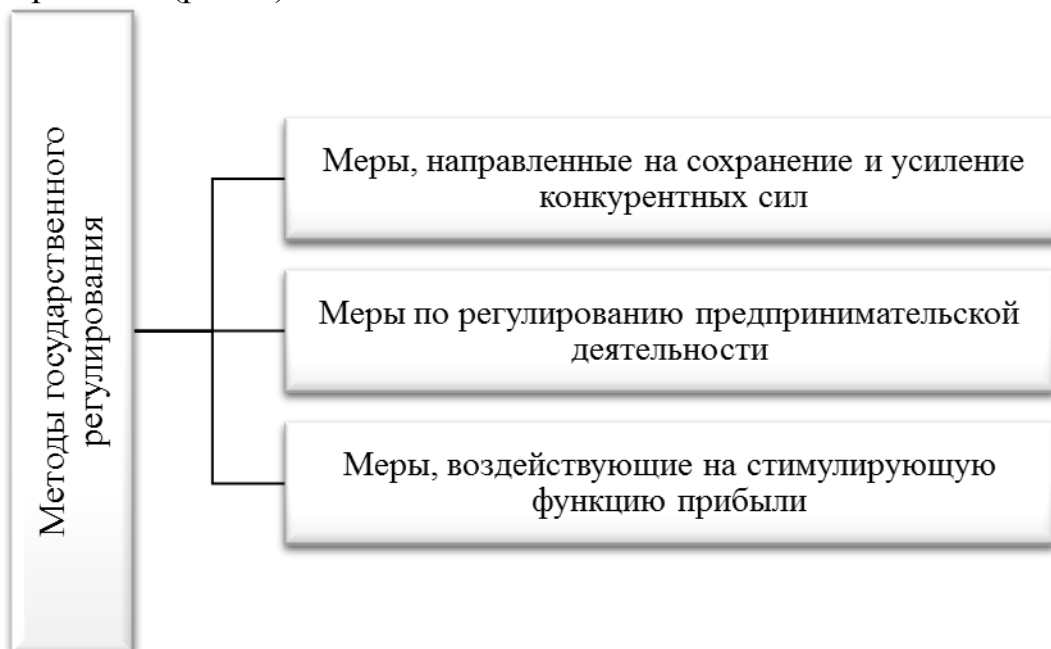 Методы государственного
регулирования
Меры, направленные на сохранение и усиление
конкурентных сил
Меры по регулированию предпринимательской
деятельности
Меры, воздействующие на стимулирующую
функцию прибыли